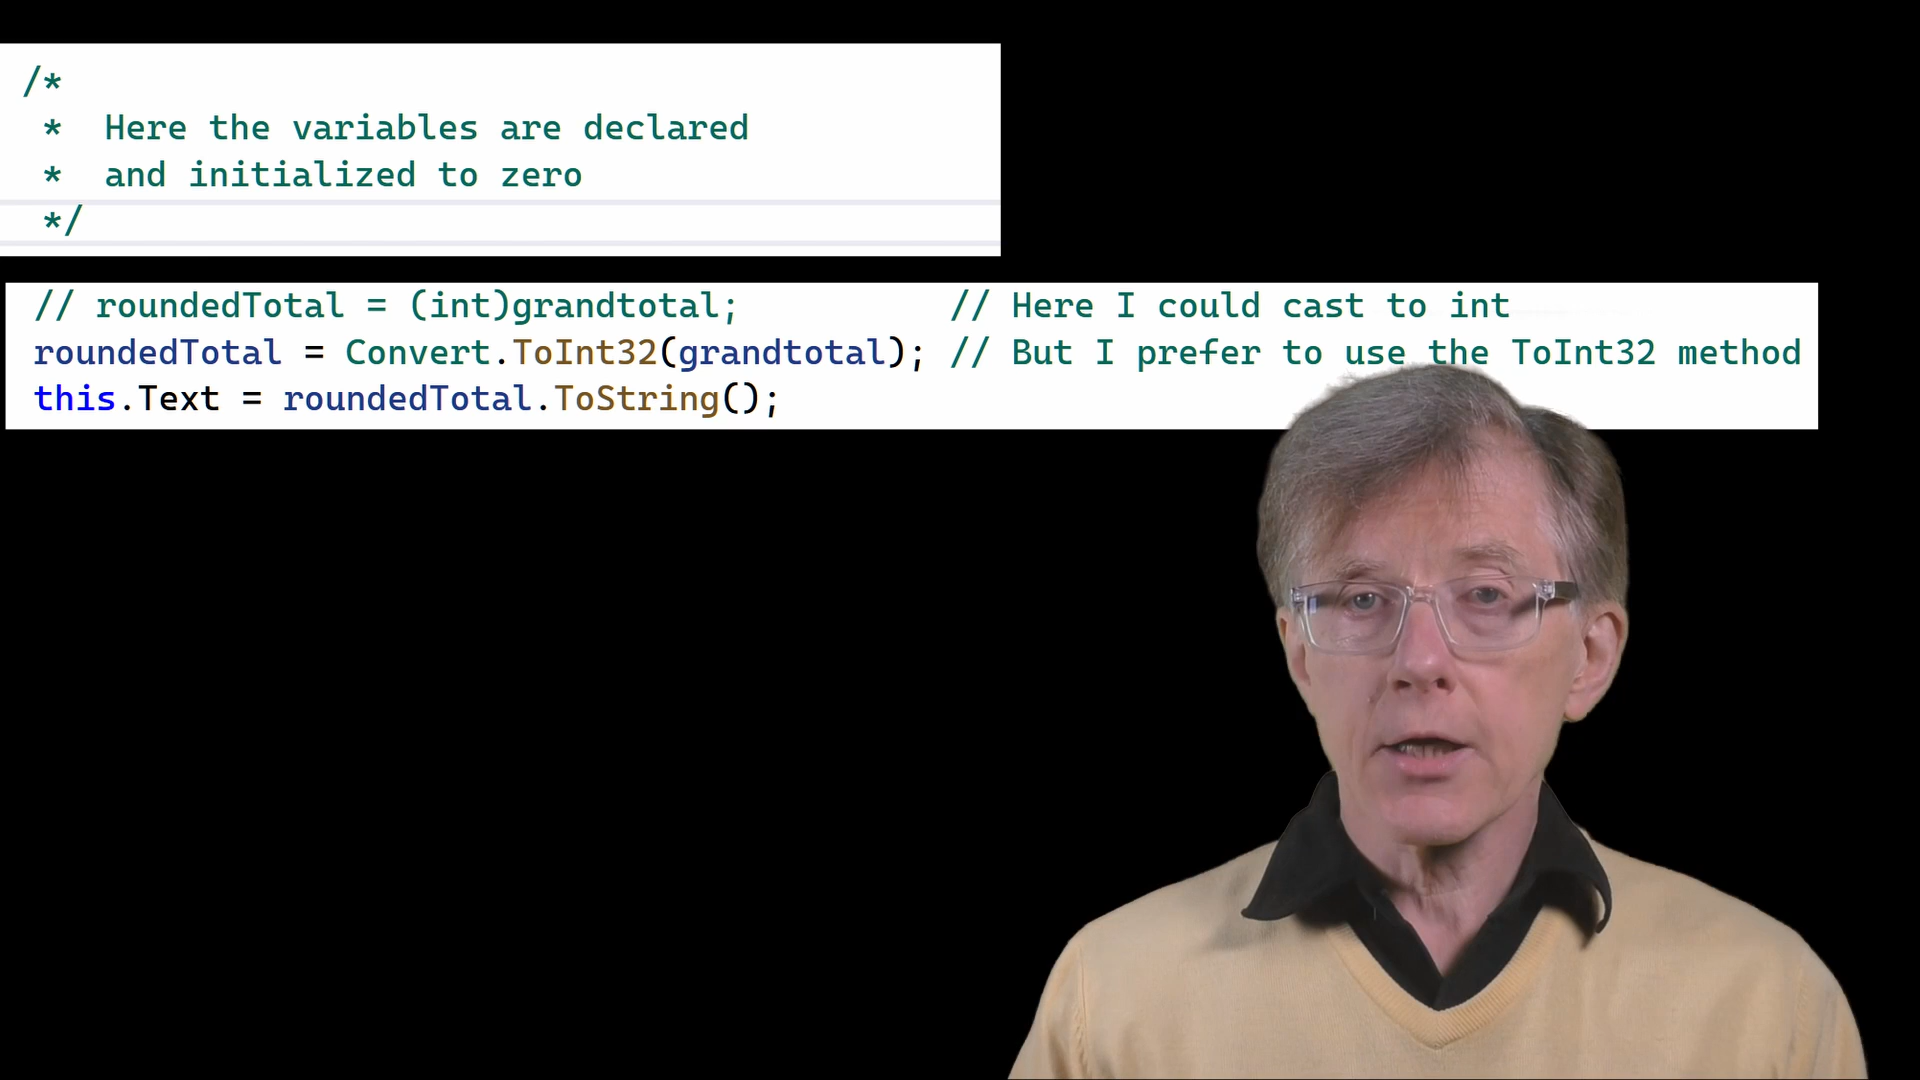 /*
 *  Here the variables are declared
 *  and initialized to zero
 */
// roundedTotal = (int)grandtotal;          // Here I could cast to int
roundedTotal = Convert.ToInt32(grandtotal); // But I prefer to use the ToInt32 method
this.Text = roundedTotal.ToString();